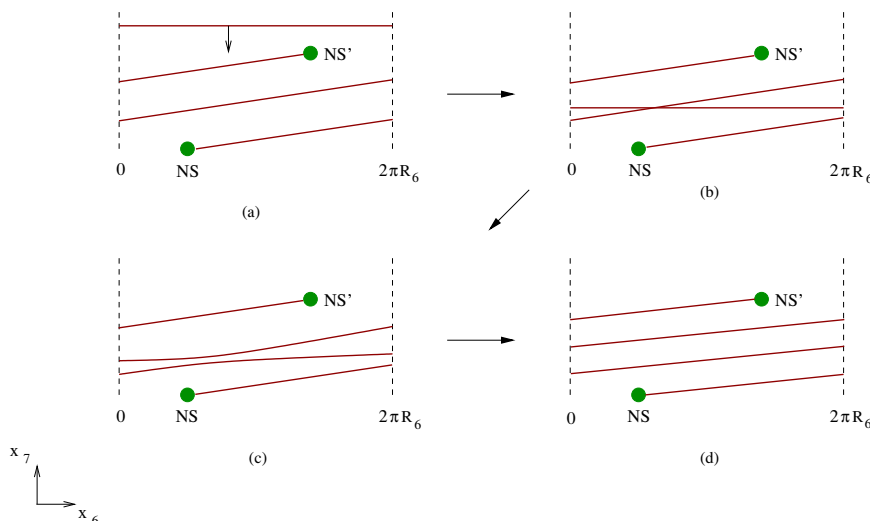 NS' NS'
0 NS 2πR₆ 0 NS 2πR₆
(a) (b)
NS' NS'
0 NS 2πR₆ 0 NS 2πR₆
(c) (d)
x₇
x₆